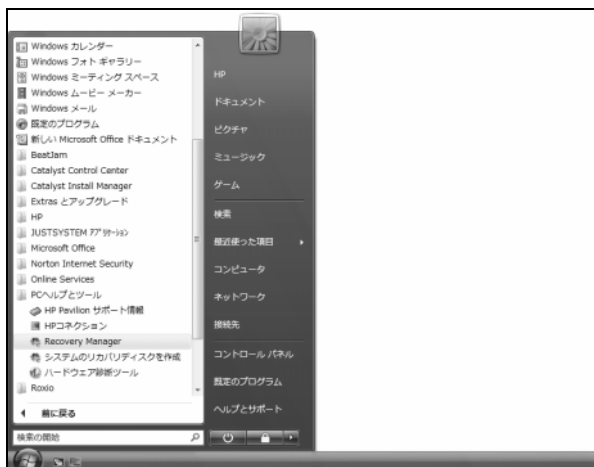 Windows カレンダー
Windows フォト ギャラリー
Windows ミーティング スペース
Windows ムービー メーカー
Windows メール
既定のプログラム
新しい Microsoft Office ドキュメント
BeatJam
Catalyst Control Center
Catalyst Install Manager
Extras とアップグレード
HP
JUSTSYSTEM アプリケーション
Microsoft Office
Norton Internet Security
Online Services
PCヘルプとツール
HP Pavilion サポート情報
HPコネクション
Recovery Manager
システムのリカバリディスクを作成
ハードウェア診断ツール
Roxio
前に戻る
検索の開始
HP
ドキュメント
ピクチャ
ミュージック
ゲーム
検索
最近使った項目
コンピュータ
ネットワーク
接続先
コントロール パネル
既定のプログラム
ヘルプとサポート